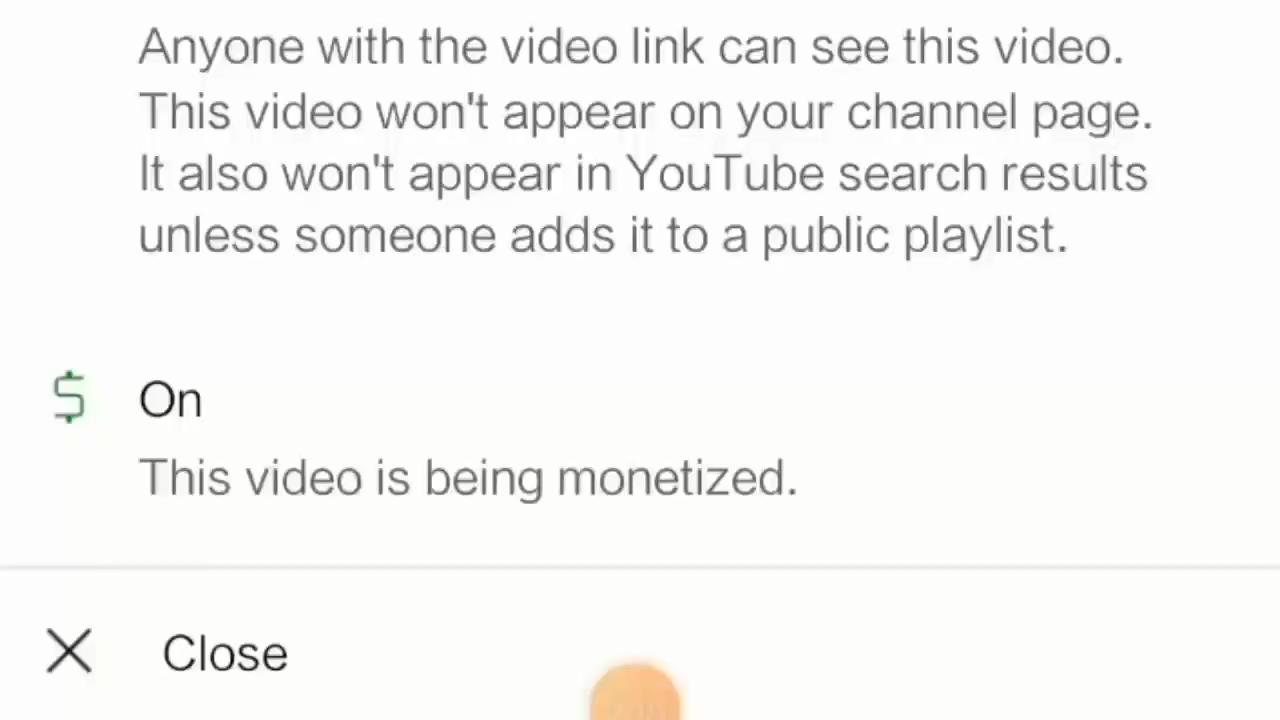 Anyone with the video link can see this video.
This video won't appear on your channel page.
It also won't appear in YouTube search results
unless someone adds it to a public playlist.
$ On
This video is being monetized.
Close